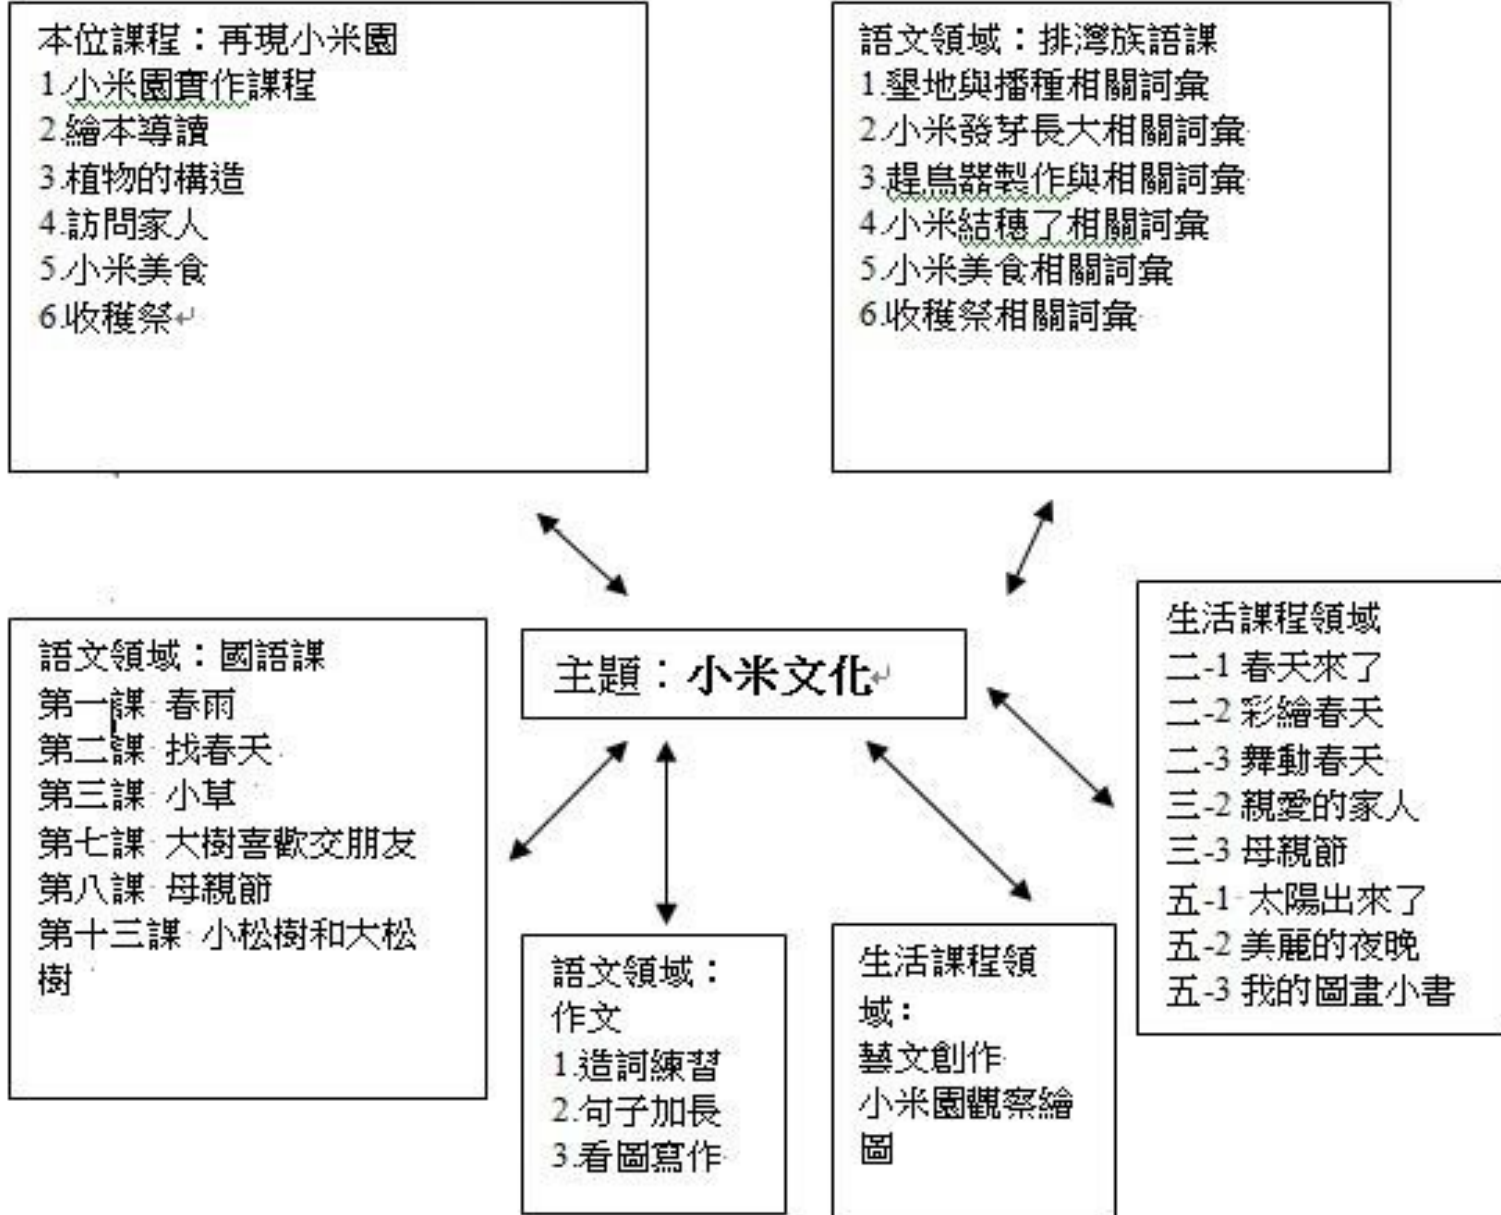 本位課程：再現小米園
1.小米園實作課程
2.繪本導讀
3.植物的構造
4.訪問家人
5.小米美食
6.收穫祭
語文領域：排灣族語課
1.墾地與播種相關詞彙
2.小米發芽長大相關詞彙
3.趕鳥器製作與相關詞彙
4.小米結穗了相關詞彙
5.小米美食相關詞彙
6.收穫祭相關詞彙
主題：小米文化
語文領域：國語課
第一課 春雨
第二課 找春天
第三課 小草
第七課 大樹喜歡交朋友
第八課 母親節
第十三課 小松樹和大松
樹
語文領域：
作文
1.造詞練習
2.句子加長
3.看圖寫作
生活課程領
域：
藝文創作
小米園觀察繪
圖
生活課程領域
二-1 春天來了
二-2 彩繪春天
二-3 舞動春天
三-2 親愛的家人
三-3 母親節
五-1 太陽出來了
五-2 美麗的夜晚
五-3 我的圖畫小書